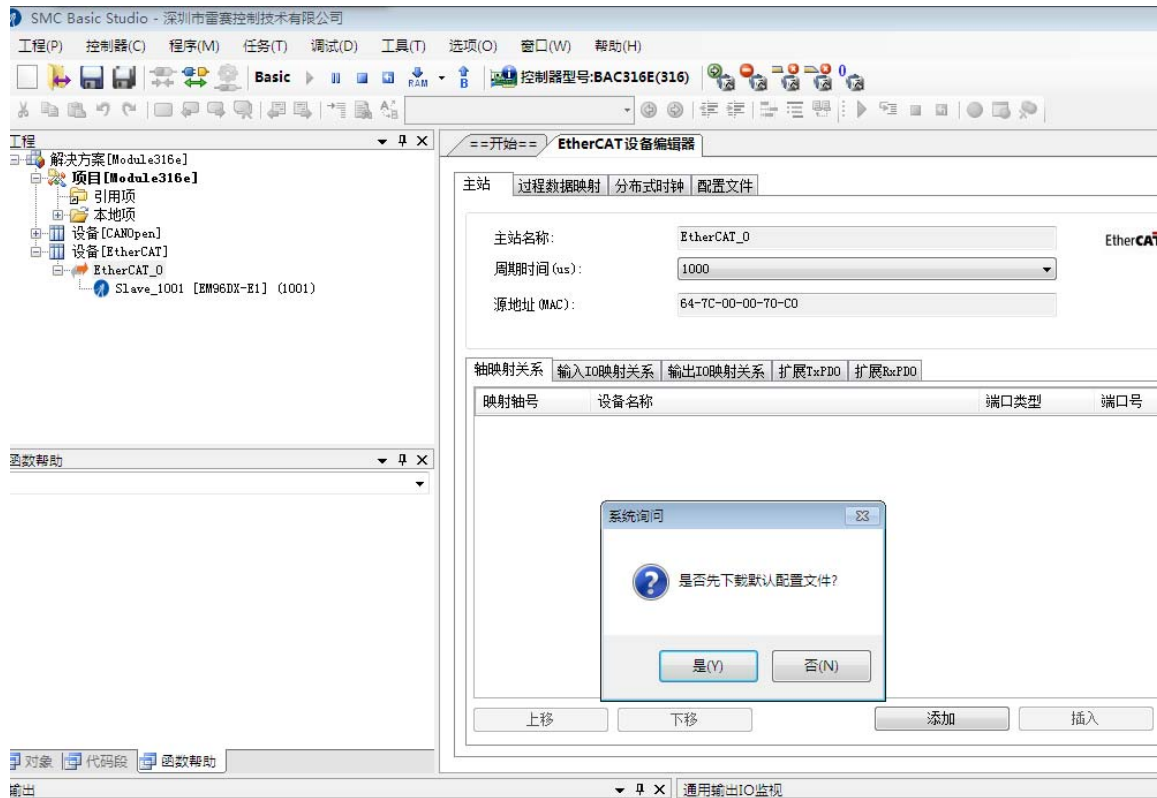 SMC Basic Studio - 深圳市雷赛控制技术有限公司
工程(P) 控制器(C) 程序(M) 任务(T) 调试(D) 工具(T) 选项(O) 窗口(W) 帮助(H)
Basic RAM B 控制器型号:BAC316E(316) 0
工程
==开始== EtherCAT设备编辑器
解决方案[Module316e]
项目[Module316e]
引用项
本地项
设备[CANOpen]
设备[EtherCAT]
EtherCAT_0
Slave_1001 [EM96DX-E1] (1001)
主站 过程数据映射 分布式时钟 配置文件
主站名称: EtherCAT_0
EtherCAT
周期时间(us): 1000
源地址(MAC): 64-7C-00-00-70-C0
轴映射关系 输入IO映射关系 输出IO映射关系 扩展TxPDO 扩展RxPDO
映射轴号 设备名称 端口类型 端口号
函数帮助
系统询问
是否先下载默认配置文件?
是(Y) 否(N)
上移 下移 添加 插入
对象 代码段 函数帮助
输出 通用输出IO监视